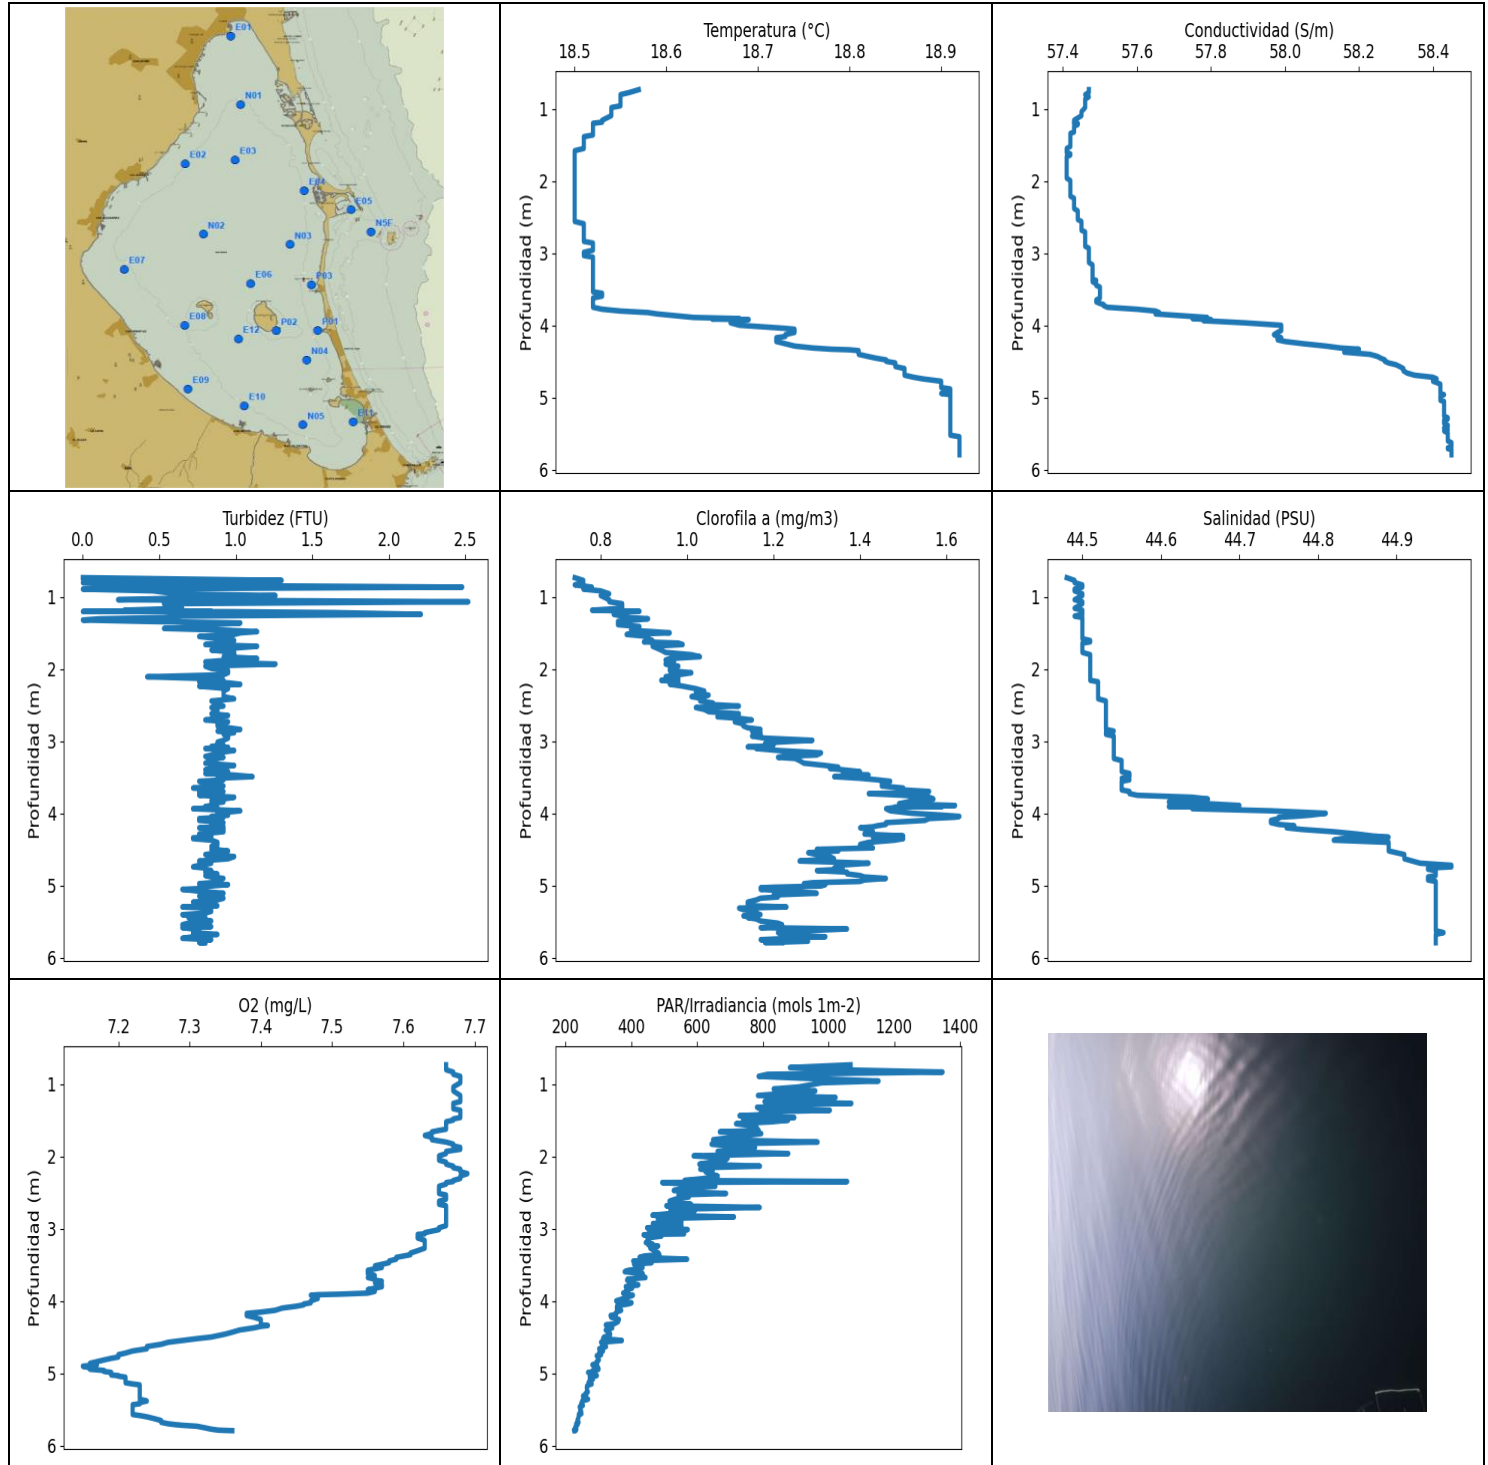 E01
N01
E02
E03
E04
E05
N5F
N02
N03
E07
E06
P03
E08
E12
P02
P01
N04
E09
E10
N05
E11
Temperatura (°C)
18.5 18.6 18.7 18.8 18.9
Profundidad (m)
1
2
3
4
5
6
Conductividad (S/m)
57.4 57.6 57.8 58.0 58.2 58.4
Profundidad (m)
1
2
3
4
5
6
Turbidez (FTU)
0.0 0.5 1.0 1.5 2.0 2.5
Profundidad (m)
1
2
3
4
5
6
Clorofila a (mg/m3)
0.8 1.0 1.2 1.4 1.6
Profundidad (m)
1
2
3
4
5
6
Salinidad (PSU)
44.5 44.6 44.7 44.8 44.9
Profundidad (m)
1
2
3
4
5
6
O2 (mg/L)
7.2 7.3 7.4 7.5 7.6 7.7
Profundidad (m)
1
2
3
4
5
6
PAR/Irradiancia (mols 1m-2)
200 400 600 800 1000 1200 1400
Profundidad (m)
1
2
3
4
5
6